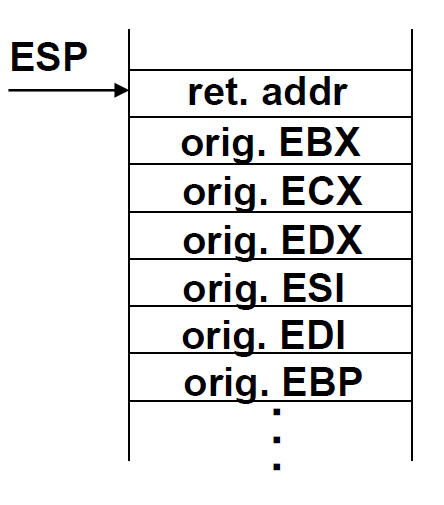 ESP
ret. addr
orig. EBX
orig. ECX
orig. EDX
orig. ESI
orig. EDI
orig. EBP